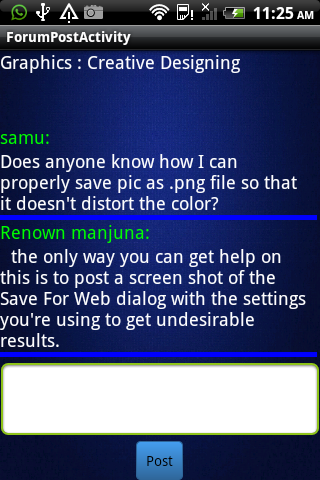 11:25 AM
ForumPostActivity
Graphics : Creative Designing
samu:
Does anyone know how I can
properly save pic as .png file so that
it doesn't distort the color?
Renown manjuna:
the only way you can get help on
this is to post a screen shot of the
Save For Web dialog with the settings
you're using to get undesirable
results.
Post